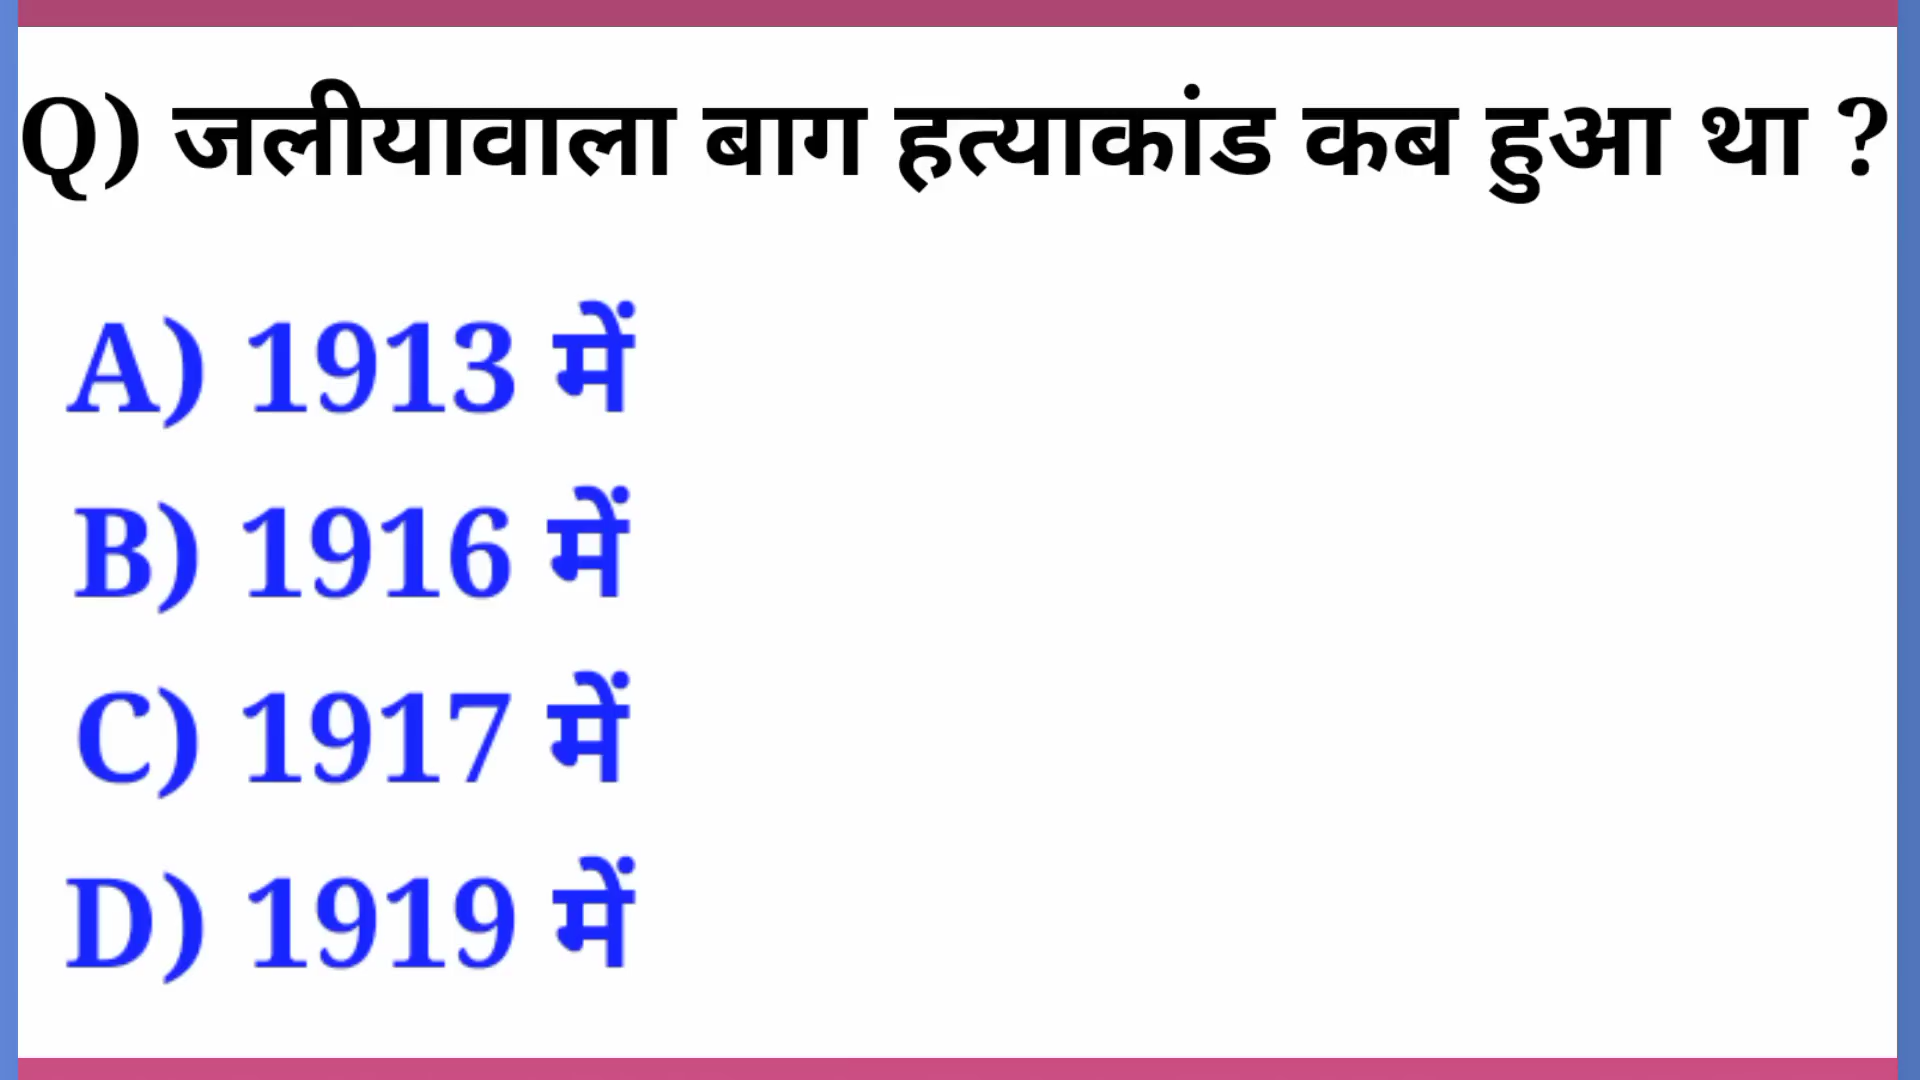 Q) जलीयावाला बाग हत्याकांड कब हुआ था ?
A) 1913 में
B) 1916 में
C) 1917 में
D) 1919 में